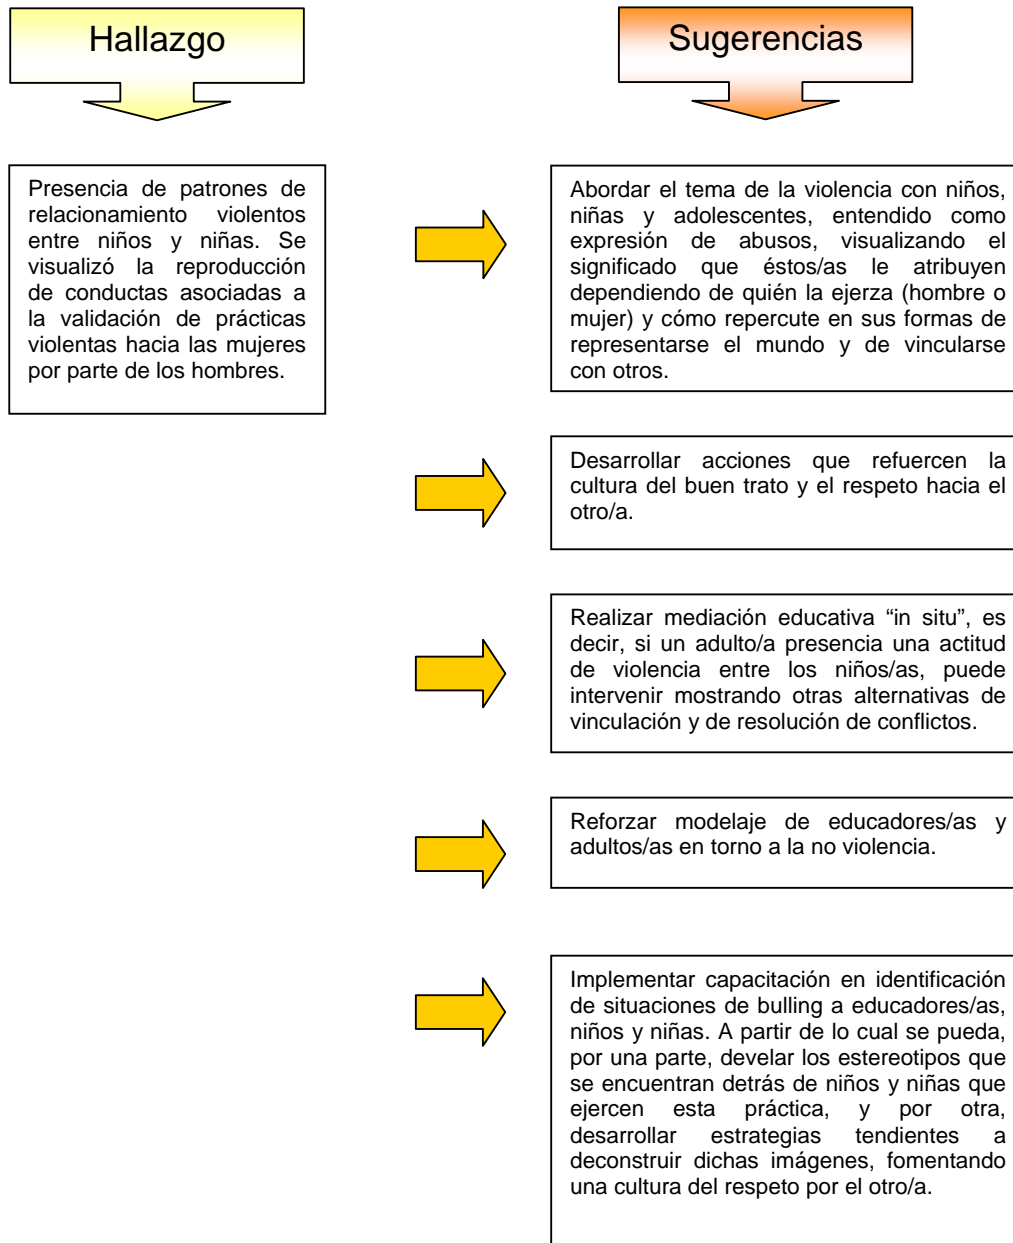 Hallazgo
Sugerencias
Presencia de patrones de
relacionamiento violentos
entre niños y niñas. Se
visualizó la reproducción
de conductas asociadas a
la validación de prácticas
violentas hacia las mujeres
por parte de los hombres.
Abordar el tema de la violencia con niños,
niñas y adolescentes, entendido como
expresión de abusos, visualizando el
significado que éstos/as le atribuyen
dependiendo de quién la ejerza (hombre o
mujer) y cómo repercute en sus formas de
representarse el mundo y de vincularse
con otros.
Desarrollar acciones que refuercen la
cultura del buen trato y el respeto hacia el
otro/a.
Realizar mediación educativa “in situ”, es
decir, si un adulto/a presencia una actitud
de violencia entre los niños/as, puede
intervenir mostrando otras alternativas de
vinculación y de resolución de conflictos.
Reforzar modelaje de educadores/as y
adultos/as en torno a la no violencia.
Implementar capacitación en identificación
de situaciones de bulling a educadores/as,
niños y niñas. A partir de lo cual se pueda,
por una parte, develar los estereotipos que
se encuentran detrás de niños y niñas que
ejercen esta práctica, y por otra,
desarrollar estrategias tendientes a
deconstruir dichas imágenes, fomentando
una cultura del respeto por el otro/a.